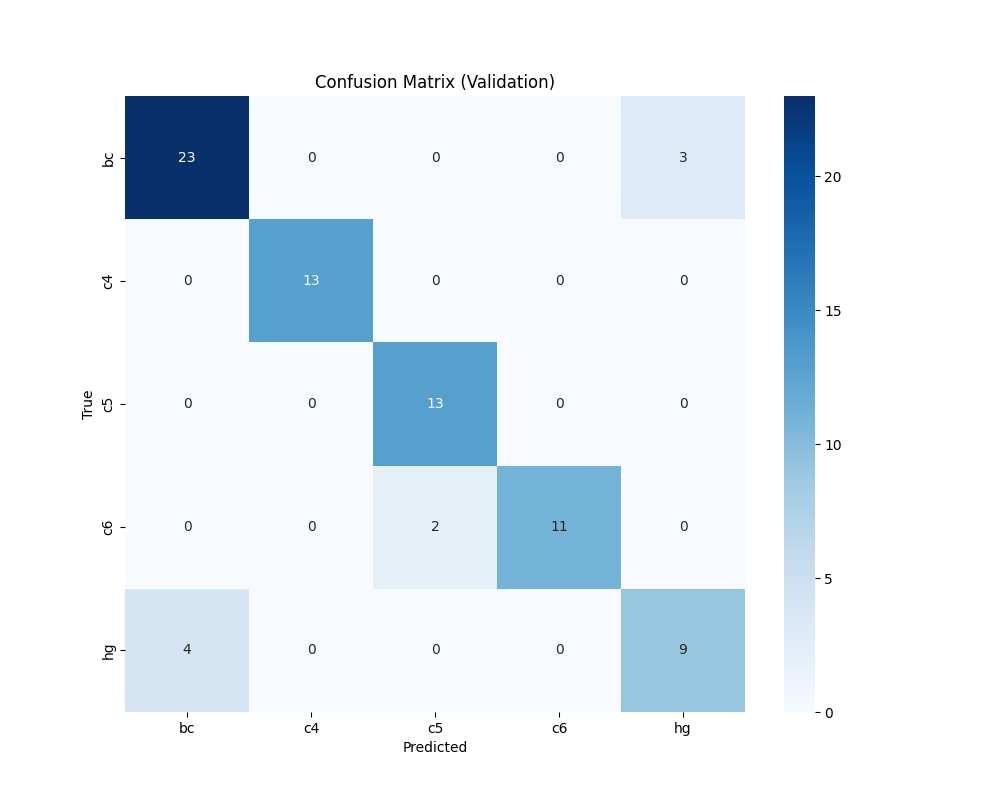 Confusion Matrix (Validation)
bc 23 0 0 0 3
c4 0 13 0 0 0
c5 0 0 13 0 0
c6 0 0 2 11 0
hg 4 0 0 0 9
bc c4 c5 c6 hg
Predicted
True
20
15
10
5
0